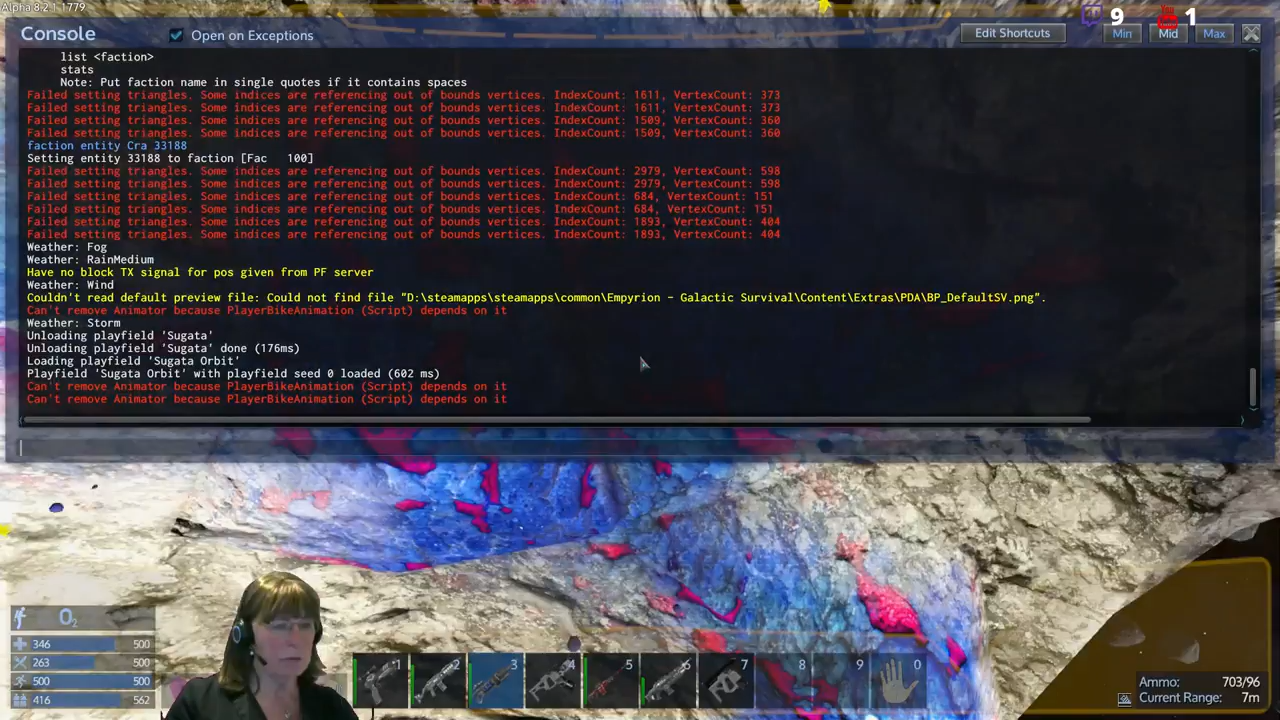 Alpha 8.2.1 1779
9
1
Console
Open on Exceptions
Edit Shortcuts
Min
Mid
Max
list <faction>
stats
Note: Put faction name in single quotes if it contains spaces
Failed setting triangles. Some indices are referencing out of bounds vertices. IndexCount: 1611, VertexCount: 373
Failed setting triangles. Some indices are referencing out of bounds vertices. IndexCount: 1611, VertexCount: 373
Failed setting triangles. Some indices are referencing out of bounds vertices. IndexCount: 1509, VertexCount: 360
Failed setting triangles. Some indices are referencing out of bounds vertices. IndexCount: 1509, VertexCount: 360
faction entity Cra 33188
Setting entity 33188 to faction [Fac   100]
Failed setting triangles. Some indices are referencing out of bounds vertices. IndexCount: 2979, VertexCount: 598
Failed setting triangles. Some indices are referencing out of bounds vertices. IndexCount: 2979, VertexCount: 598
Failed setting triangles. Some indices are referencing out of bounds vertices. IndexCount: 684, VertexCount: 151
Failed setting triangles. Some indices are referencing out of bounds vertices. IndexCount: 684, VertexCount: 151
Failed setting triangles. Some indices are referencing out of bounds vertices. IndexCount: 1893, VertexCount: 404
Failed setting triangles. Some indices are referencing out of bounds vertices. IndexCount: 1893, VertexCount: 404
Weather: Fog
Weather: RainMedium
Have no block TX signal for pos given from PF server
Weather: Wind
Couldn't read default preview file: Could not find file "D:\steamapps\steamapps\common\Empyrion - Galactic Survival\Content\Extras\PDA\BP_DefaultSV.png".
Can't remove Animator because PlayerBikeAnimation (Script) depends on it
Weather: Storm
Unloading playfield 'Sugata'
Unloading playfield 'Sugata' done (176ms)
Loading playfield 'Sugata Orbit'
Playfield 'Sugata Orbit' with playfield seed 0 loaded (602 ms)
Can't remove Animator because PlayerBikeAnimation (Script) depends on it
Can't remove Animator because PlayerBikeAnimation (Script) depends on it
O2
346 500
263 500
500 500
416 562
1 2 3 4 5 6 7 8 9 0
Ammo: 703/96
Current Range: 7m